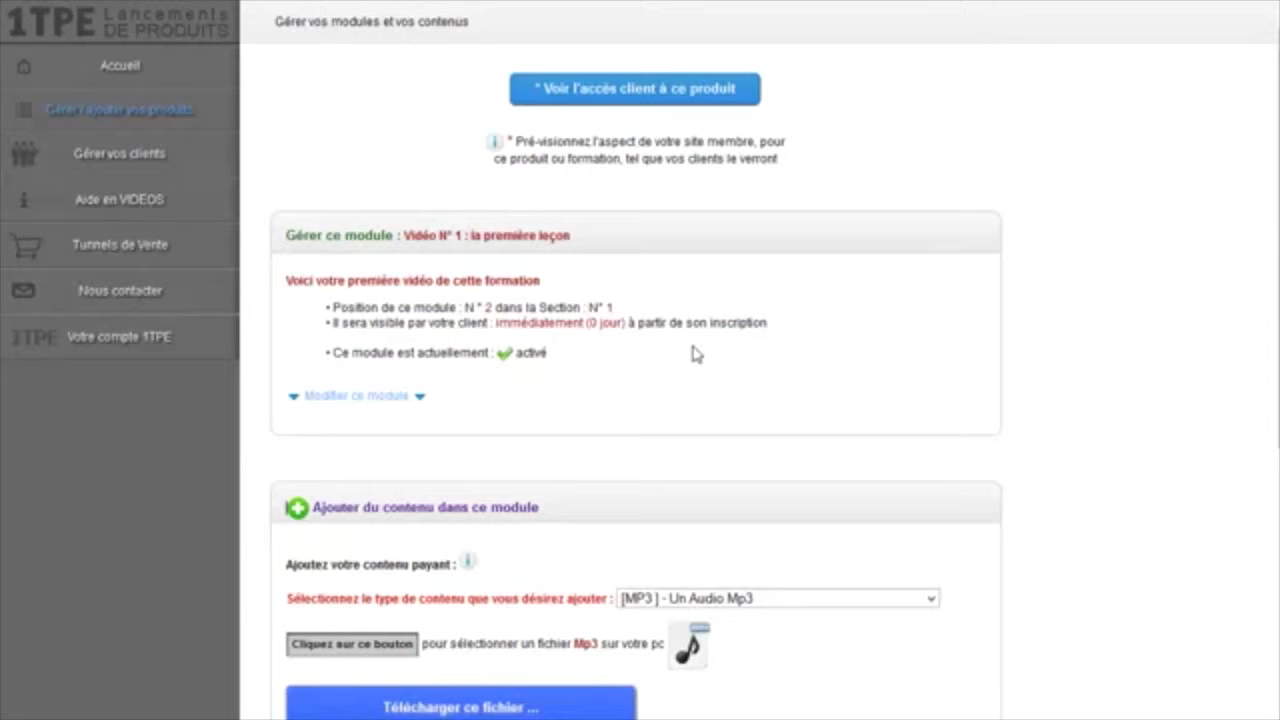 1TPE Lancements DE PRODUITS
Gérer vos modules et vos contenus
Accueil
Gérer / ajouter vos produits
Gérer vos clients
Aide en VIDEOS
Tunnels de Vente
Nous contacter
1TPE Votre compte 1TPE
* Voir l'accès client à ce produit
* Pré-visionnez l'aspect de votre site membre, pour
ce produit ou formation, tel que vos clients le verront
Gérer ce module : Vidéo N° 1 : la première leçon
Voici votre première vidéo de cette formation
• Position de ce module : N ° 2 dans la Section : N° 1
• Il sera visible par votre client : immédiatement (0 jour) à partir de son inscription
• Ce module est actuellement : activé
Modifier ce module
Ajouter du contenu dans ce module
Ajoutez votre contenu payant :
Sélectionnez le type de contenu que vous désirez ajouter : [MP3 ] - Un Audio Mp3
Cliquez sur ce bouton pour sélectionner un fichier Mp3 sur votre pc
Télécharger ce fichier ...